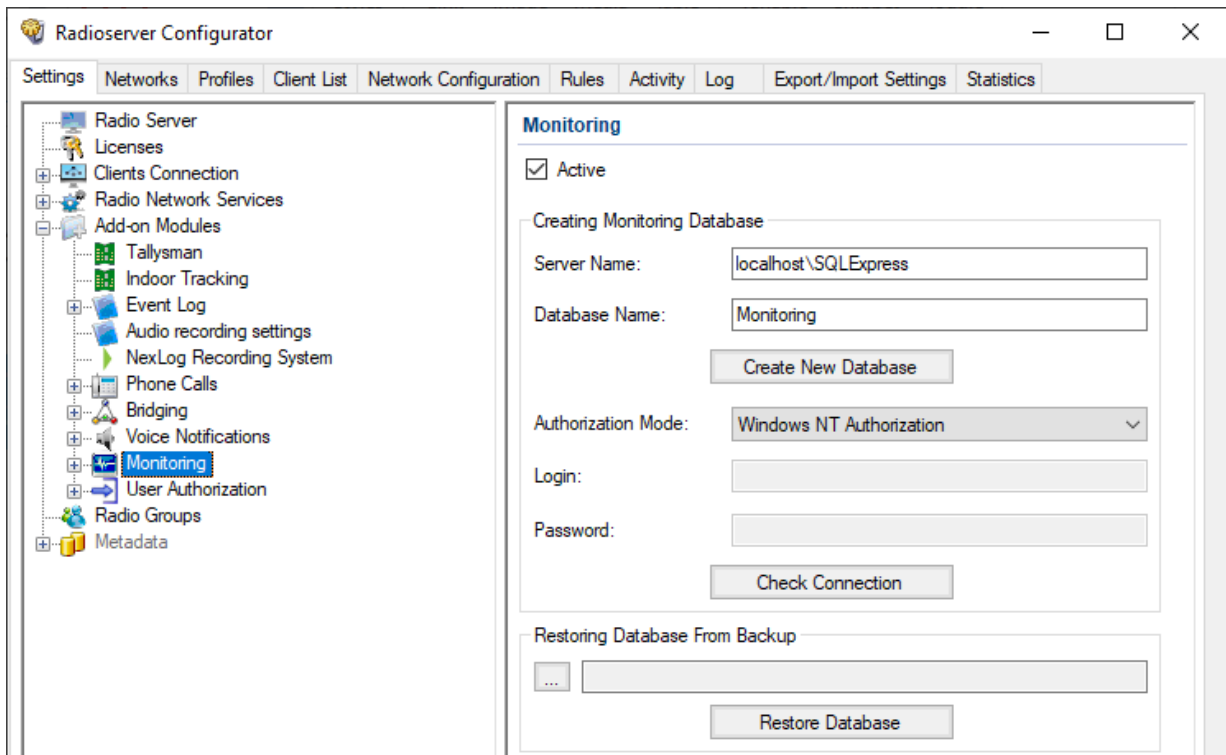 Radioserver Configurator
Settings Networks Profiles Client List Network Configuration Rules Activity Log Export/Import Settings Statistics
Radio Server
Licenses
Clients Connection
Radio Network Services
Add-on Modules
Tallysman
Indoor Tracking
Event Log
Audio recording settings
NexLog Recording System
Phone Calls
Bridging
Voice Notifications
Monitoring
User Authorization
Radio Groups
Metadata
Monitoring
Active
Creating Monitoring Database
Server Name: localhost\SQLExpress
Database Name: Monitoring
Create New Database
Authorization Mode: Windows NT Authorization
Login:
Password:
Check Connection
Restoring Database From Backup
...
Restore Database